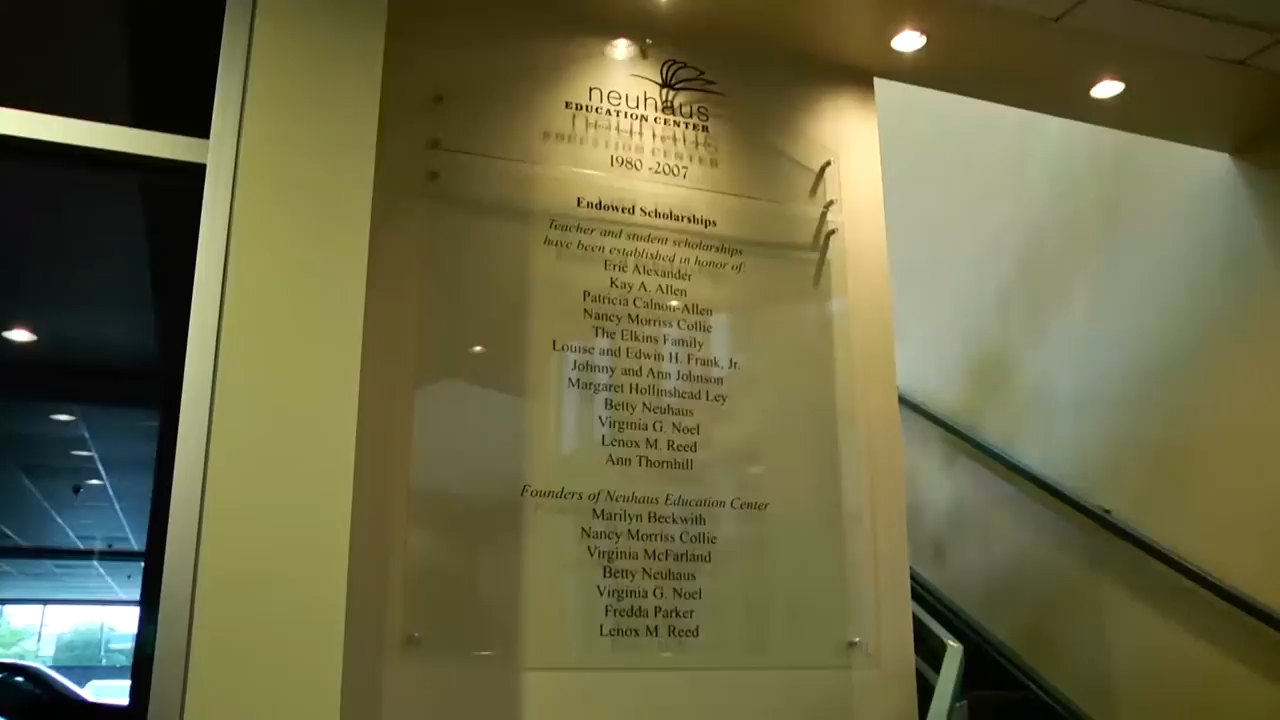 neuhaus
EDUCATION CENTER
1980 -2007
Endowed Scholarships
Teacher and student scholarships
have been established in honor of:
Eric Alexander
Kay A. Allen
Patricia Calnon-Allen
Nancy Morriss Collie
The Elkins Family
Louise and Edwin H. Frank, Jr.
Johnny and Ann Johnson
Margaret Hollinshead Ley
Betty Neuhaus
Virginia G. Noel
Lenox M. Reed
Ann Thornhill
Founders of Neuhaus Education Center
Marilyn Beckwith
Nancy Morriss Collie
Virginia McFarland
Betty Neuhaus
Virginia G. Noel
Fredda Parker
Lenox M. Reed